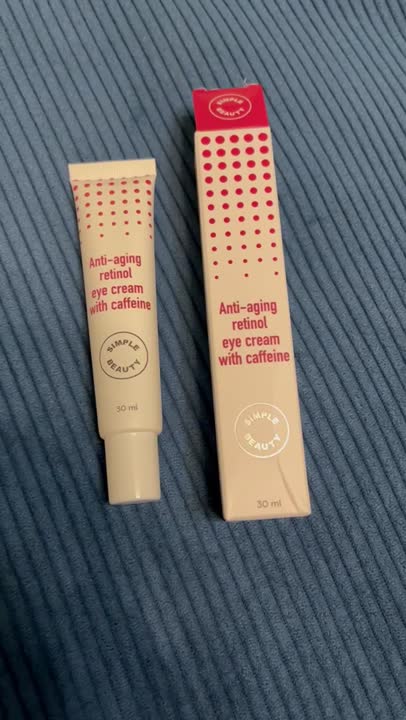 Anti-aging
retinol
eye cream
with caffeine
SIMPLE
BEAUTY
30 ml
SIMPLE
BEAUTY
Anti-aging
retinol
eye cream
with caffeine
SIMPLE
BEAUTY
30 ml